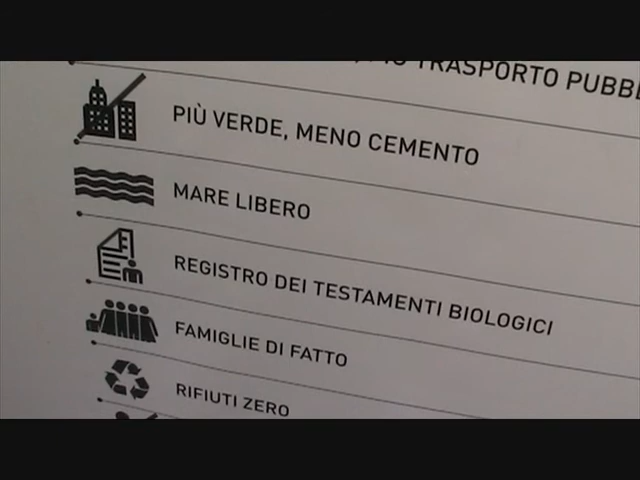 TRASPORTO PUBB
PIÙ VERDE, MENO CEMENTO
MARE LIBERO
REGISTRO DEI TESTAMENTI BIOLOGICI
FAMIGLIE DI FATTO
RIFIUTI ZERO